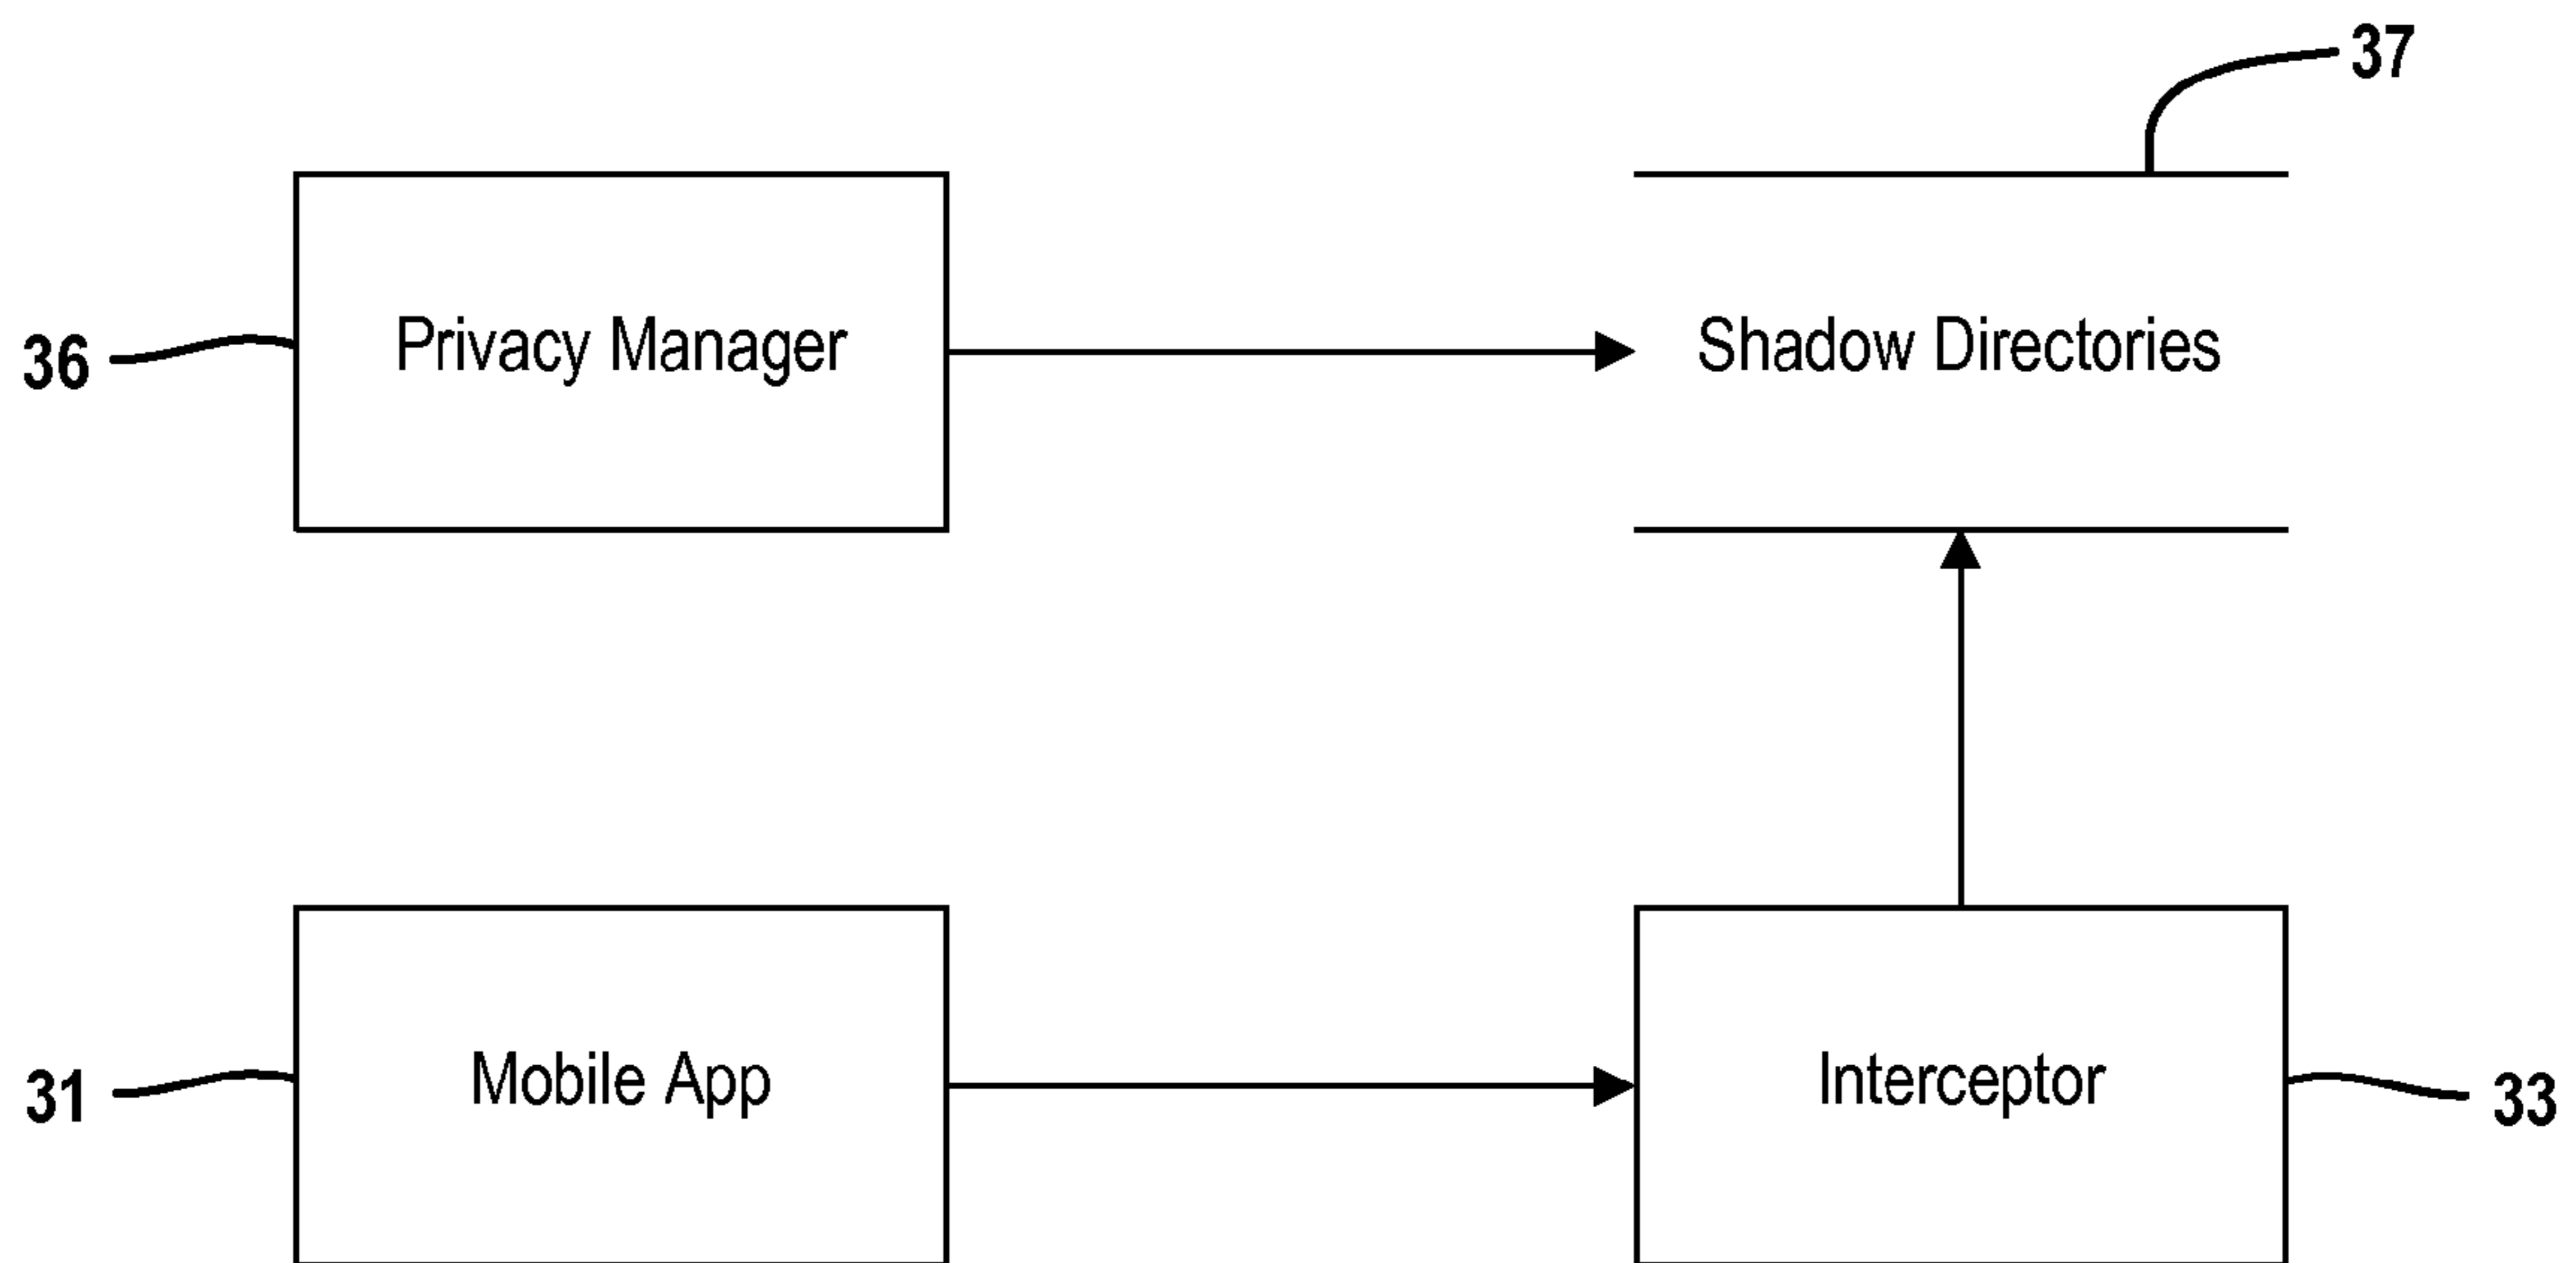 37
36
Privacy Manager
Shadow Directories
31
Mobile App
Interceptor
33